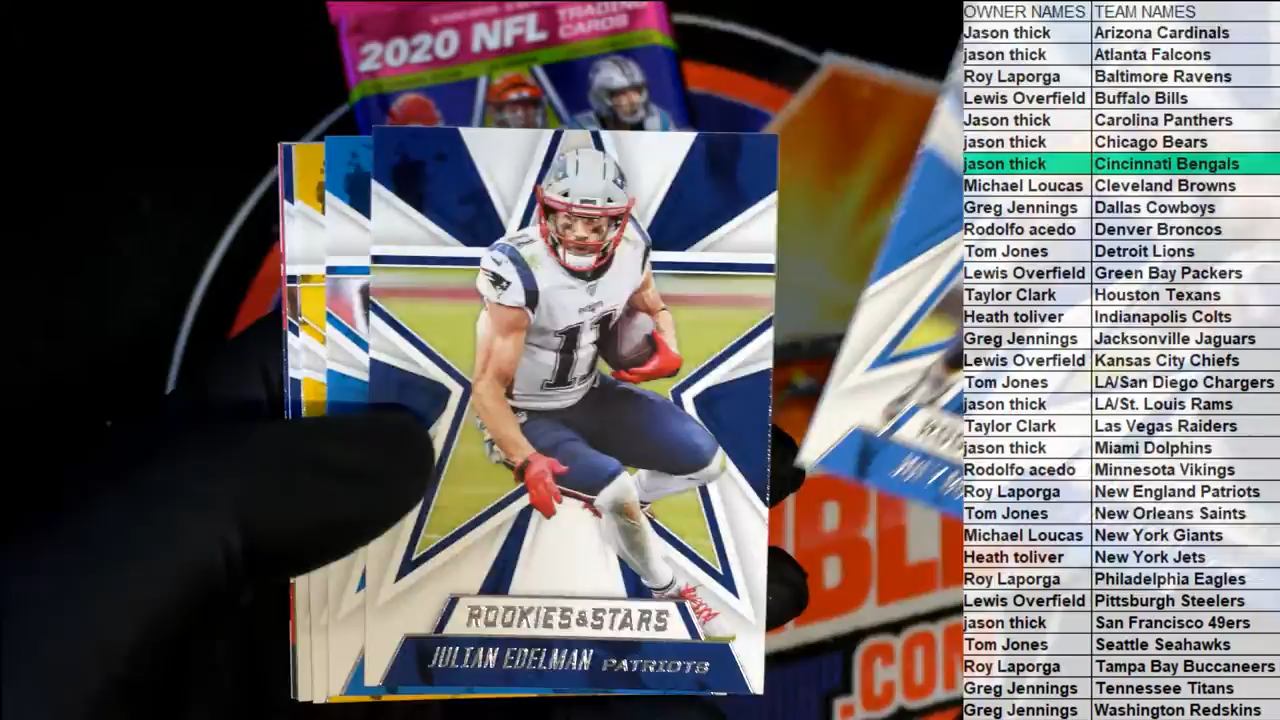 2020 NFL TRADING
CARDS
11
11
ROOKIES & STARS
JULIAN EDELMAN PATRIOTS
.COM
OWNER NAMES TEAM NAMES
Jason thick Arizona Cardinals
jason thick Atlanta Falcons
Roy Laporga Baltimore Ravens
Lewis Overfield Buffalo Bills
Jason thick Carolina Panthers
jason thick Chicago Bears
jason thick Cincinnati Bengals
Michael Loucas Cleveland Browns
Greg Jennings Dallas Cowboys
Rodolfo acedo Denver Broncos
Tom Jones Detroit Lions
Lewis Overfield Green Bay Packers
Taylor Clark Houston Texans
Heath toliver Indianapolis Colts
Greg Jennings Jacksonville Jaguars
Lewis Overfield Kansas City Chiefs
Tom Jones LA/San Diego Chargers
jason thick LA/St. Louis Rams
Taylor Clark Las Vegas Raiders
jason thick Miami Dolphins
Rodolfo acedo Minnesota Vikings
Roy Laporga New England Patriots
Tom Jones New Orleans Saints
Michael Loucas New York Giants
Heath toliver New York Jets
Roy Laporga Philadelphia Eagles
Lewis Overfield Pittsburgh Steelers
jason thick San Francisco 49ers
Tom Jones Seattle Seahawks
Roy Laporga Tampa Bay Buccaneers
Greg Jennings Tennessee Titans
Greg Jennings Washington Redskins